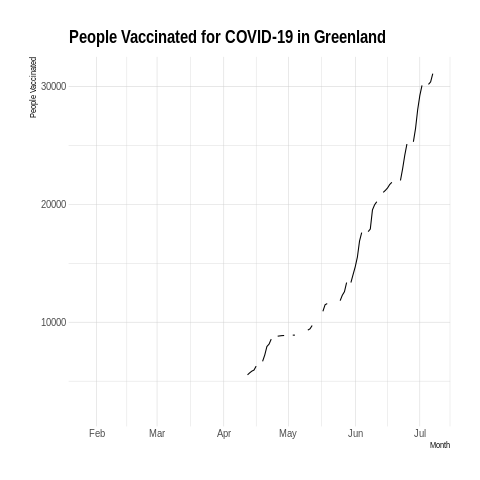 People Vaccinated for COVID-19 in Greenland
People Vaccinated
30000
20000
10000
Feb Mar Apr May Jun Jul
Month